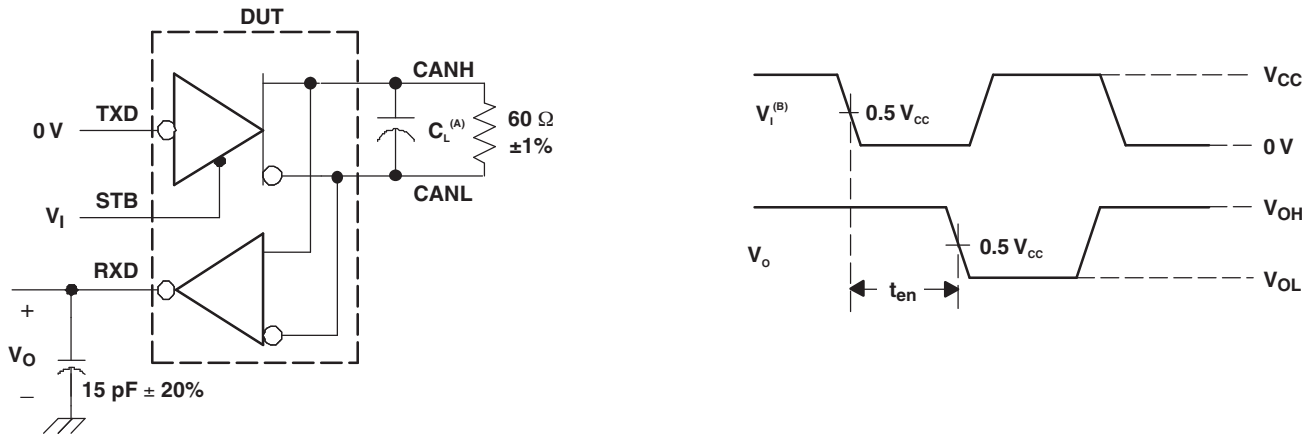 DUT
CANH
TXD
0 V
C_L^(A)
60 Ω
±1%
STB
V_I
CANL
RXD
+
V_O
–
15 pF ± 20%
V_I^(B)
0.5 V_CC
V_CC
0 V
V_O
0.5 V_CC
V_OH
V_OL
t_en